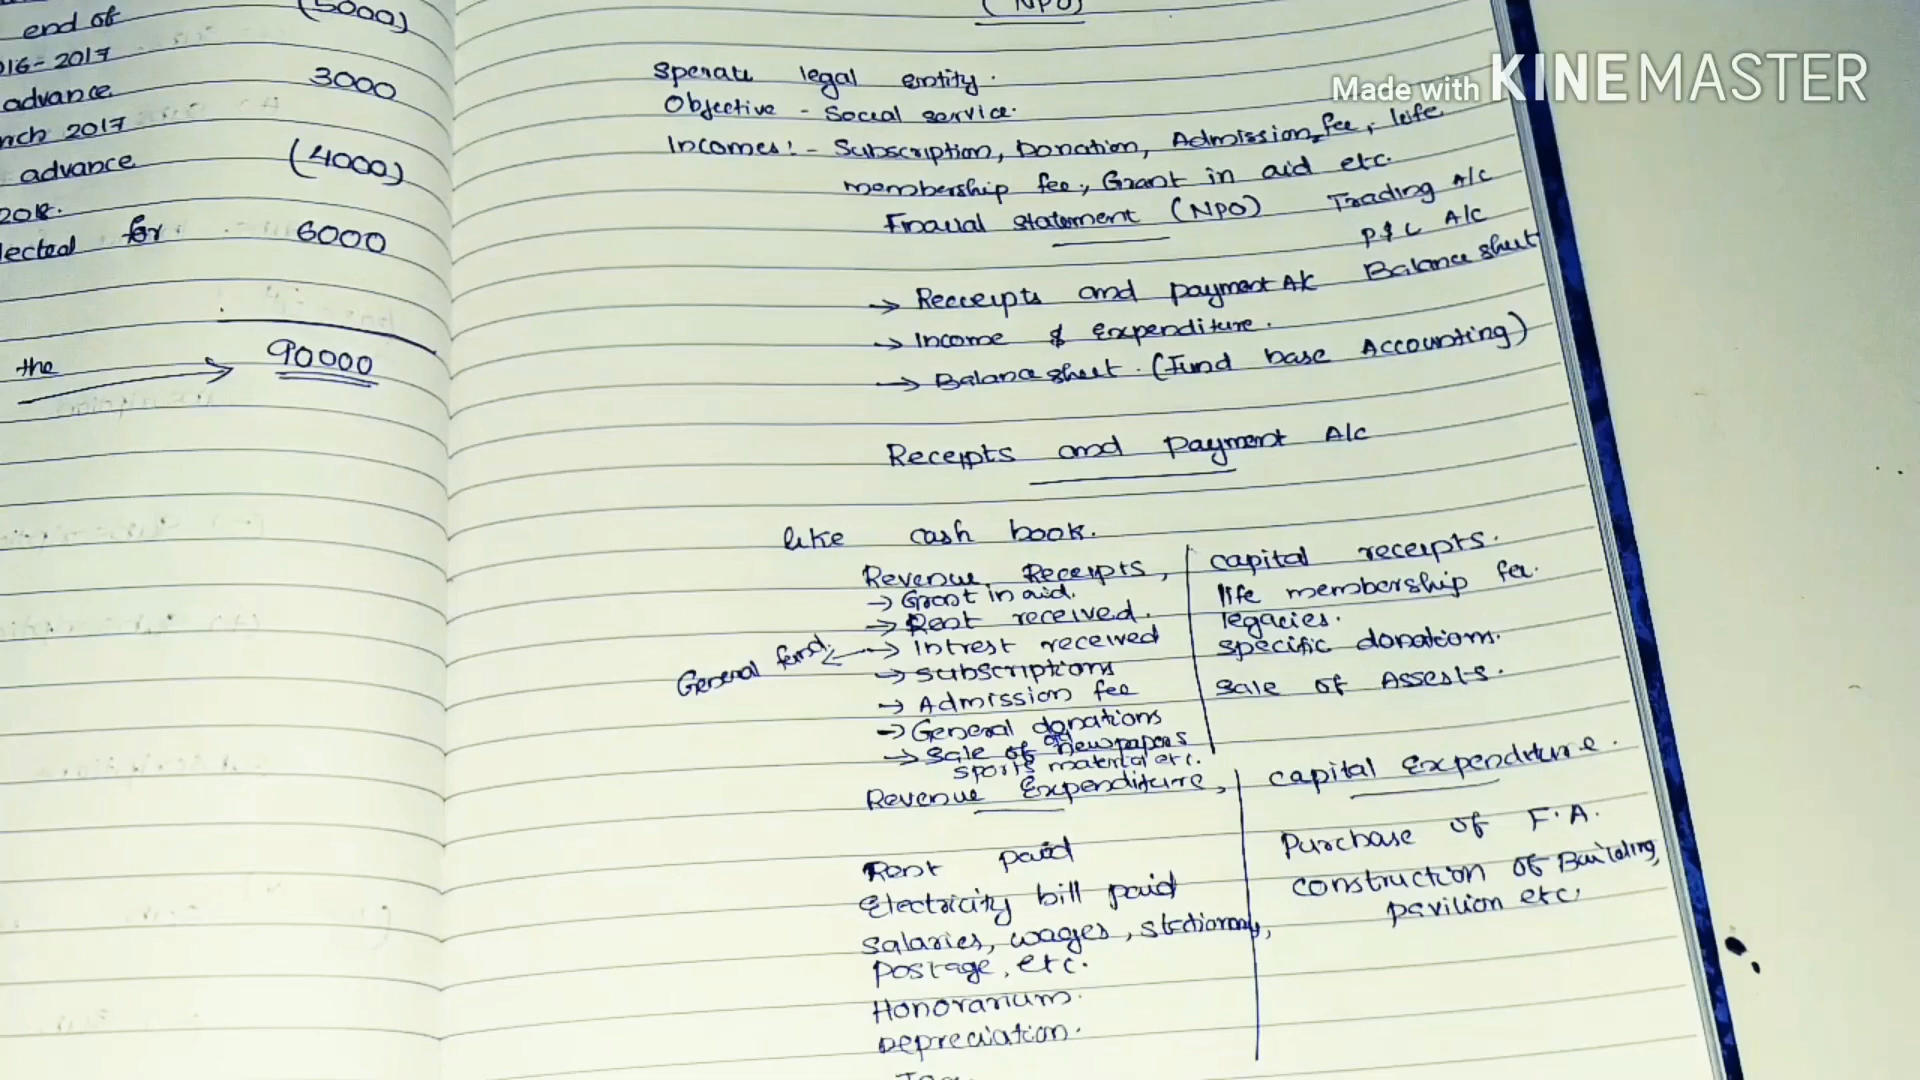 end of (5000)
016-2017
advance 3000
nch 2017
advance (4000)
2018.
lected for 6000
the 90000
(NPO)
Sperate legal entity.
Objective - Social service.
Incomes:- Subscription, Donation, Admission fee, life
membership fee, Grant in aid etc.
Finaual statement (NPO) Trading A/c
P & L A/c
→ Receipts and payment A/c Balance sheet
→ Income & Expenditure.
→ Balance sheet. (Fund base Accounting)
Receipts and payment A/c
like cash book.
Revenue Receipts, capital receipts.
→ Grant in aid. life membership fee.
→ Rent received. legacies.
General fund. → Intrest received specific donations.
→ Subscriptions
→ Admission fee Sale of Assests.
→ General donations
→ Sale of old newspapers
sports material etc.
Revenue Expenditure, capital Expenditure.
Rent paid Purchase of F.A.
Electricity bill paid construction of Building,
Salaries, wages, stationary, pavilion etc.
Postage, etc.
Honorarium.
Depreciation.
Made with KINEMASTER